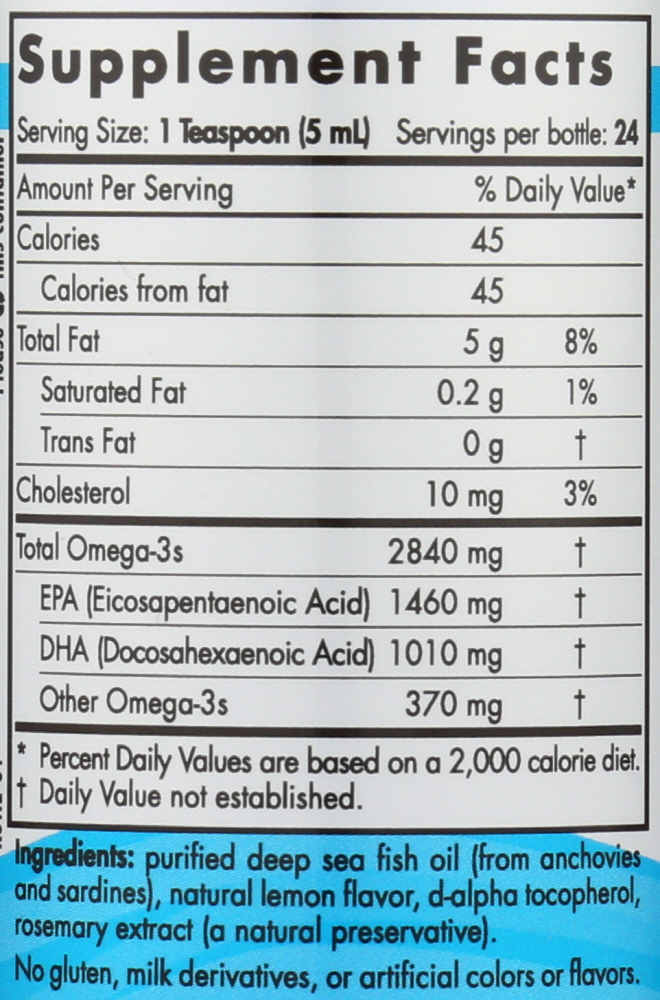 Supplement Facts
Serving Size: 1 Teaspoon (5 mL) Servings per bottle: 24
Amount Per Serving % Daily Value*
Calories 45
Calories from fat 45
Total Fat 5 g 8%
Saturated Fat 0.2 g 1%
Trans Fat 0 g †
Cholesterol 10 mg 3%
Total Omega-3s 2840 mg †
EPA (Eicosapentaenoic Acid) 1460 mg †
DHA (Docosahexaenoic Acid) 1010 mg †
Other Omega-3s 370 mg †
* Percent Daily Values are based on a 2,000 calorie diet.
† Daily Value not established.
Ingredients: purified deep sea fish oil (from anchovies
and sardines), natural lemon flavor, d-alpha tocopherol,
rosemary extract (a natural preservative).
No gluten, milk derivatives, or artificial colors or flavors.